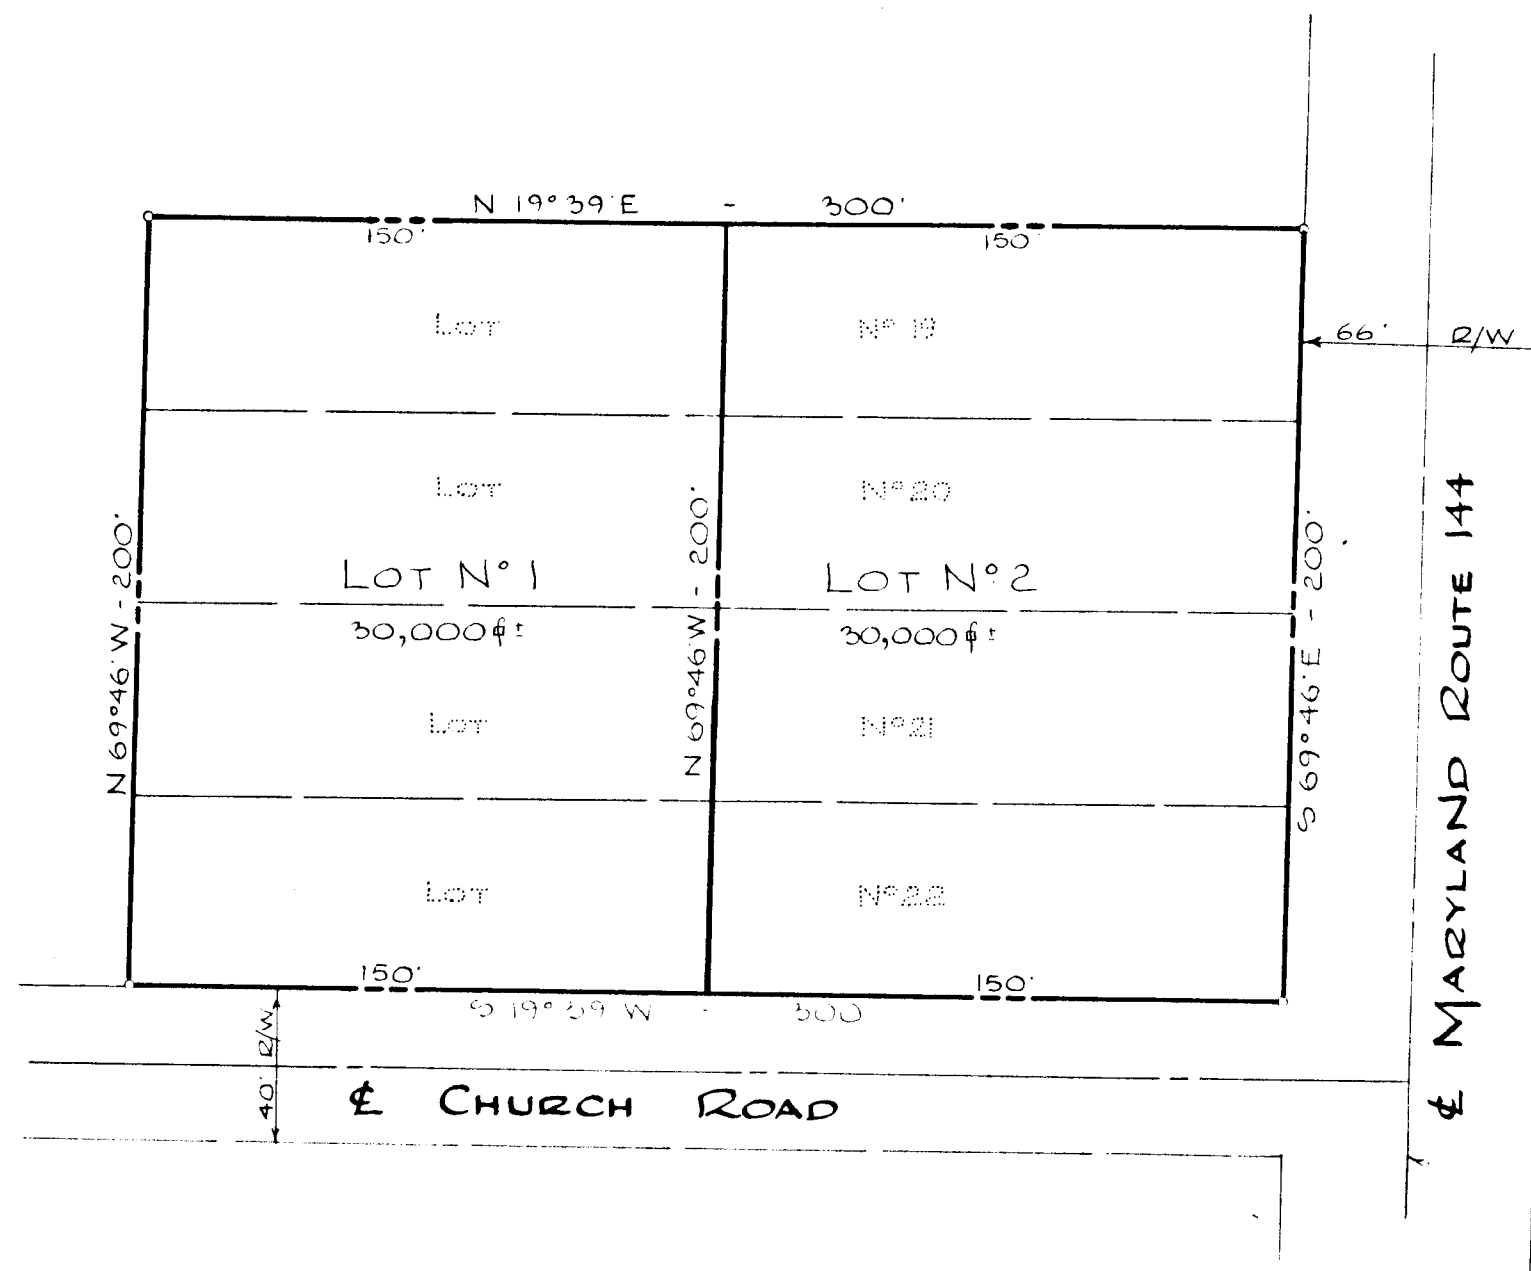 N 19° 39' E - 300'
150' 150'
LOT Nº 19
66' R/W
LOT Nº 20
LOT Nº 1 LOT Nº 2
30,000 ⏍ ± 30,000 ⏍ ±
N 69° 46' W - 200'
N 69° 46' W - 200'
S 69° 46' E - 200'
LOT Nº 21
LOT Nº 22
150' 150'
S 19° 39 W - 300
40' R/W
℄ CHURCH ROAD
℄ MARYLAND ROUTE 144